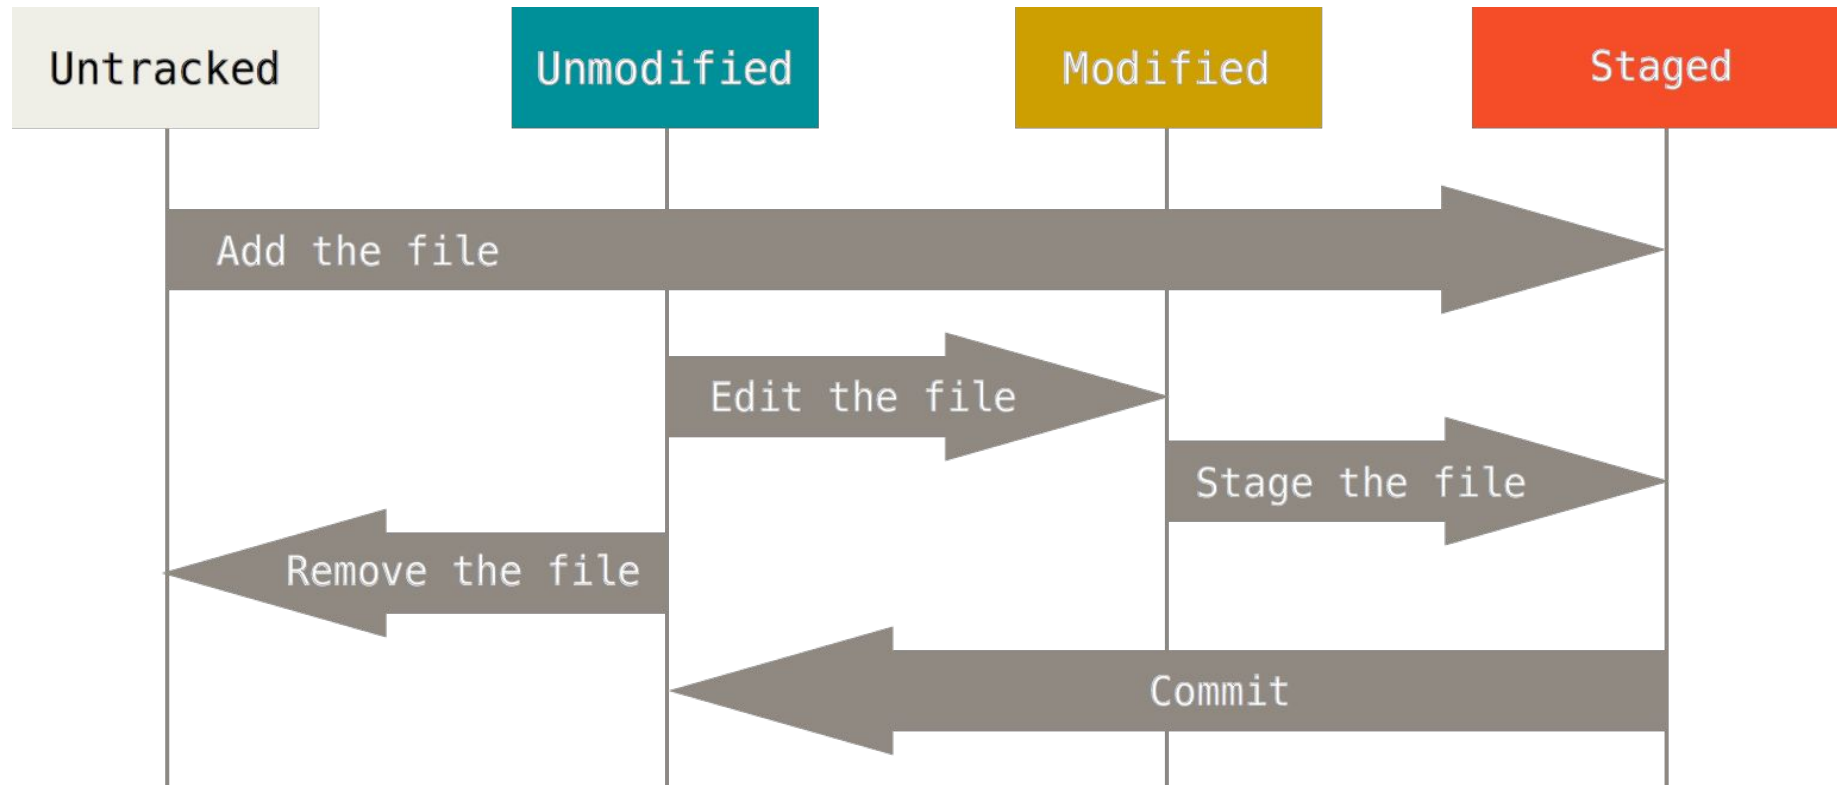 Untracked
Unmodified
Modified
Staged
Add the file
Edit the file
Stage the file
Remove the file
Commit